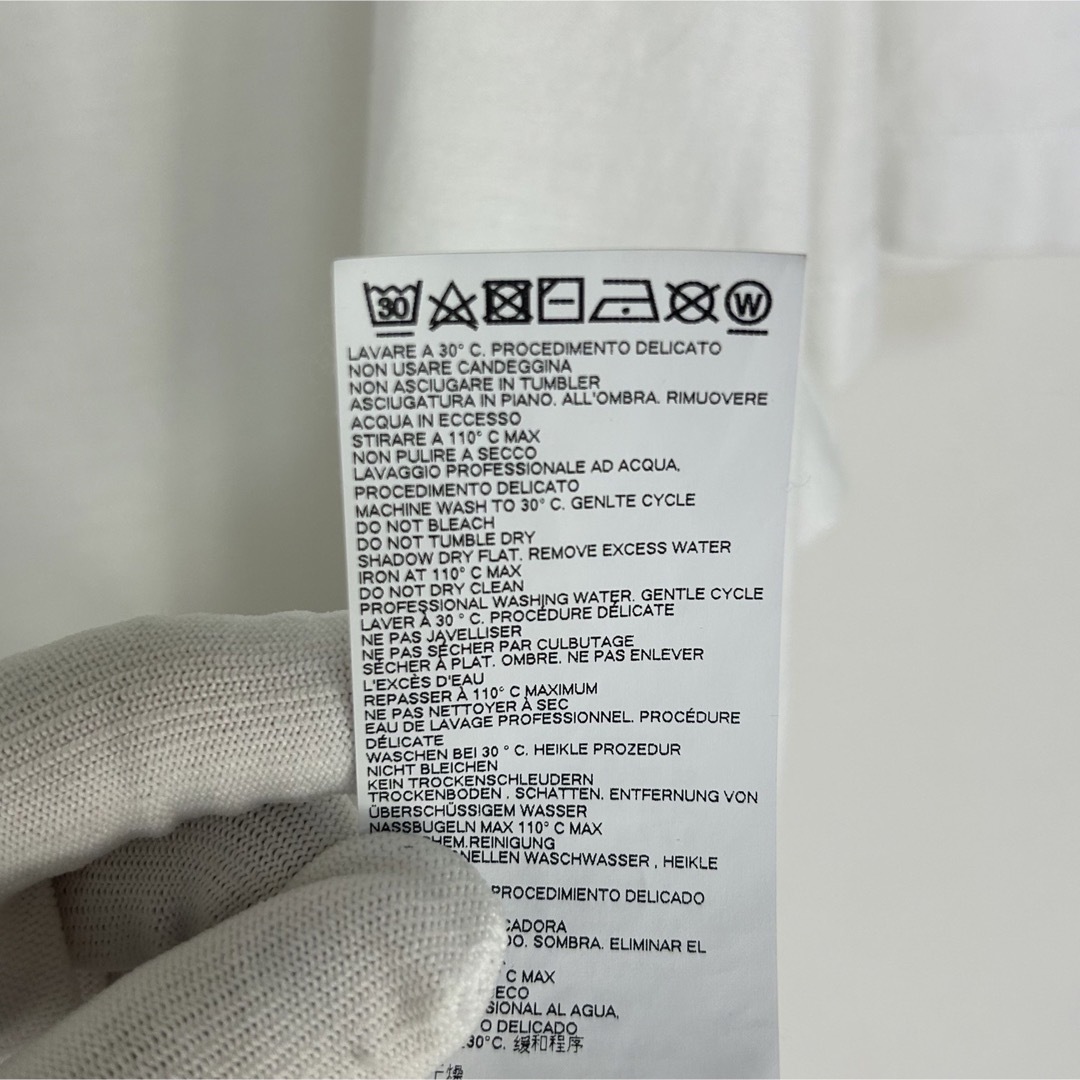 30 W
LAVARE A 30° C. PROCEDIMENTO DELICATO
NON USARE CANDEGGINA
NON ASCIUGARE IN TUMBLER
ASCIUGATURA IN PIANO. ALL'OMBRA. RIMUOVERE
ACQUA IN ECCESSO
STIRARE A 110° C MAX
NON PULIRE A SECCO
LAVAGGIO PROFESSIONALE AD ACQUA,
PROCEDIMENTO DELICATO
MACHINE WASH TO 30° C. GENLTE CYCLE
DO NOT BLEACH
DO NOT TUMBLE DRY
SHADOW DRY FLAT. REMOVE EXCESS WATER
IRON AT 110° C MAX
DO NOT DRY CLEAN
PROFESSIONAL WASHING WATER. GENTLE CYCLE
LAVER À 30° C. PROCÉDURE DÉLICATE
NE PAS JAVELLISER
NE PAS SÉCHER PAR CULBUTAGE
SÉCHER À PLAT. OMBRE. NE PAS ENLEVER
L'EXCÈS D'EAU
REPASSER À 110° C MAXIMUM
NE PAS NETTOYER À SEC
EAU DE LAVAGE PROFESSIONNEL. PROCÉDURE
DÉLICATE
WASCHEN BEI 30 ° C. HEIKLE PROZEDUR
NICHT BLEICHEN
KEIN TROCKENSCHLEUDERN
TROCKENBODEN . SCHATTEN. ENTFERNUNG VON
ÜBERSCHÜSSIGEM WASSER
NASSBUGELN MAX 110° C MAX
HEM.REINIGUNG
NELLEN WASCHWASSER , HEIKLE
PROCEDIMIENTO DELICADO
CADORA
DO. SOMBRA. ELIMINAR EL
C MAX
ECO
SIONAL AL AGUA,
O DELICADO
30°C. 缓和程序
干燥